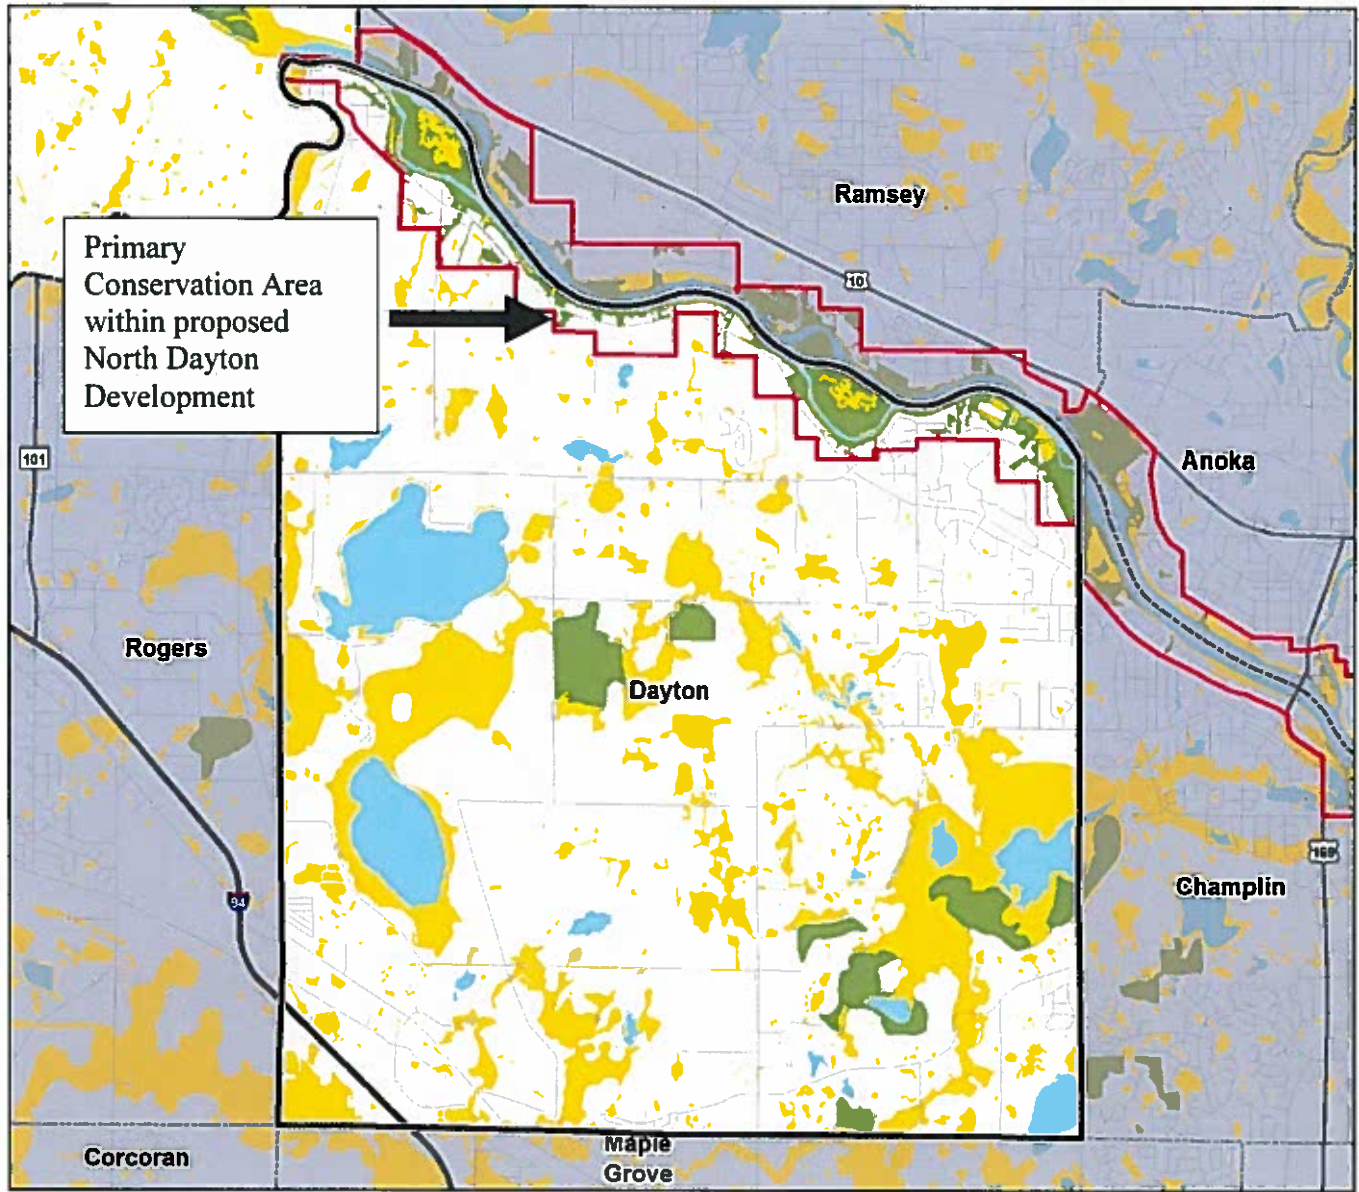 Ramsey
Primary
Conservation Area
within proposed
North Dayton
Development
10
101
Anoka
Rogers
Dayton
169
Champlin
94
Corcoran
Maple
Grove